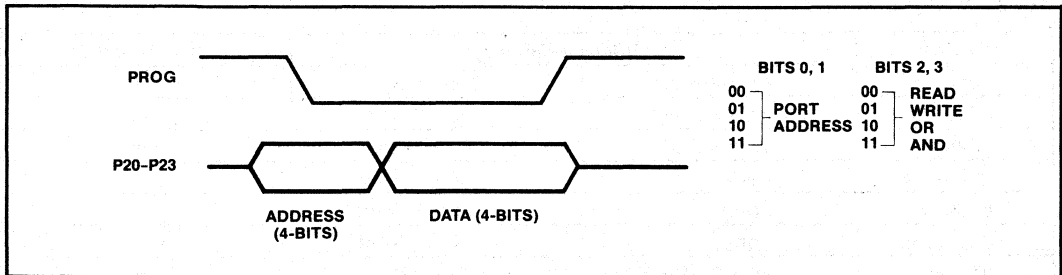 PROG
P20–P23
ADDRESS
(4-BITS)
DATA (4-BITS)
BITS 0, 1
00
01
10
11
PORT
ADDRESS
BITS 2, 3
00
01
10
11
READ
WRITE
OR
AND